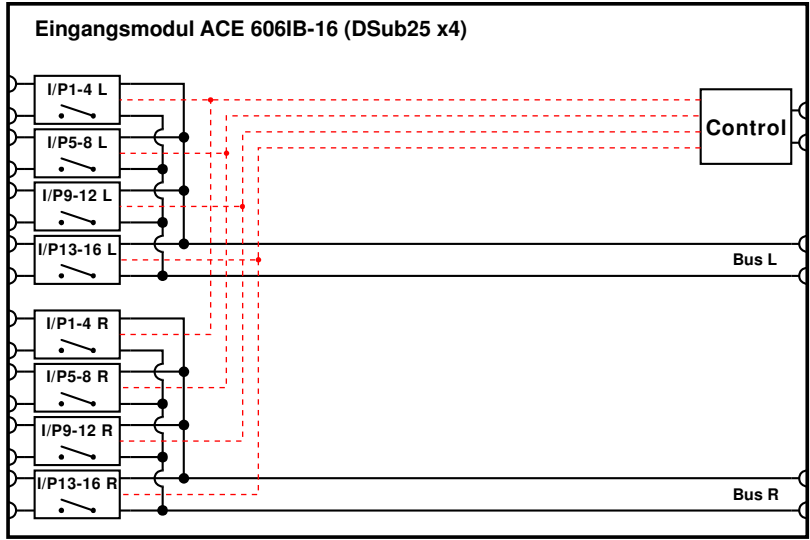 Eingangsmodul ACE 606IB-16 (DSub25 x4)
I/P1-4 L
I/P5-8 L
I/P9-12 L
I/P13-16 L
Control
Bus L
I/P1-4 R
I/P5-8 R
I/P9-12 R
I/P13-16 R
Bus R